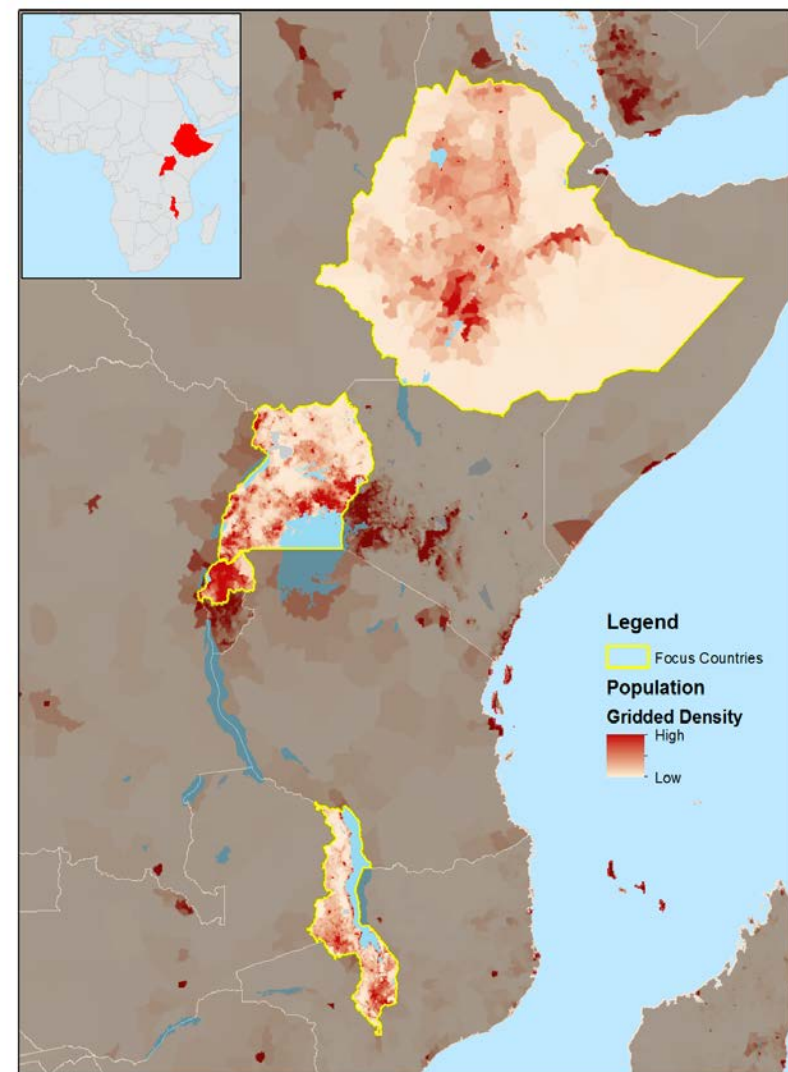 Legend
Focus Countries
Population
Gridded Density
High
Low